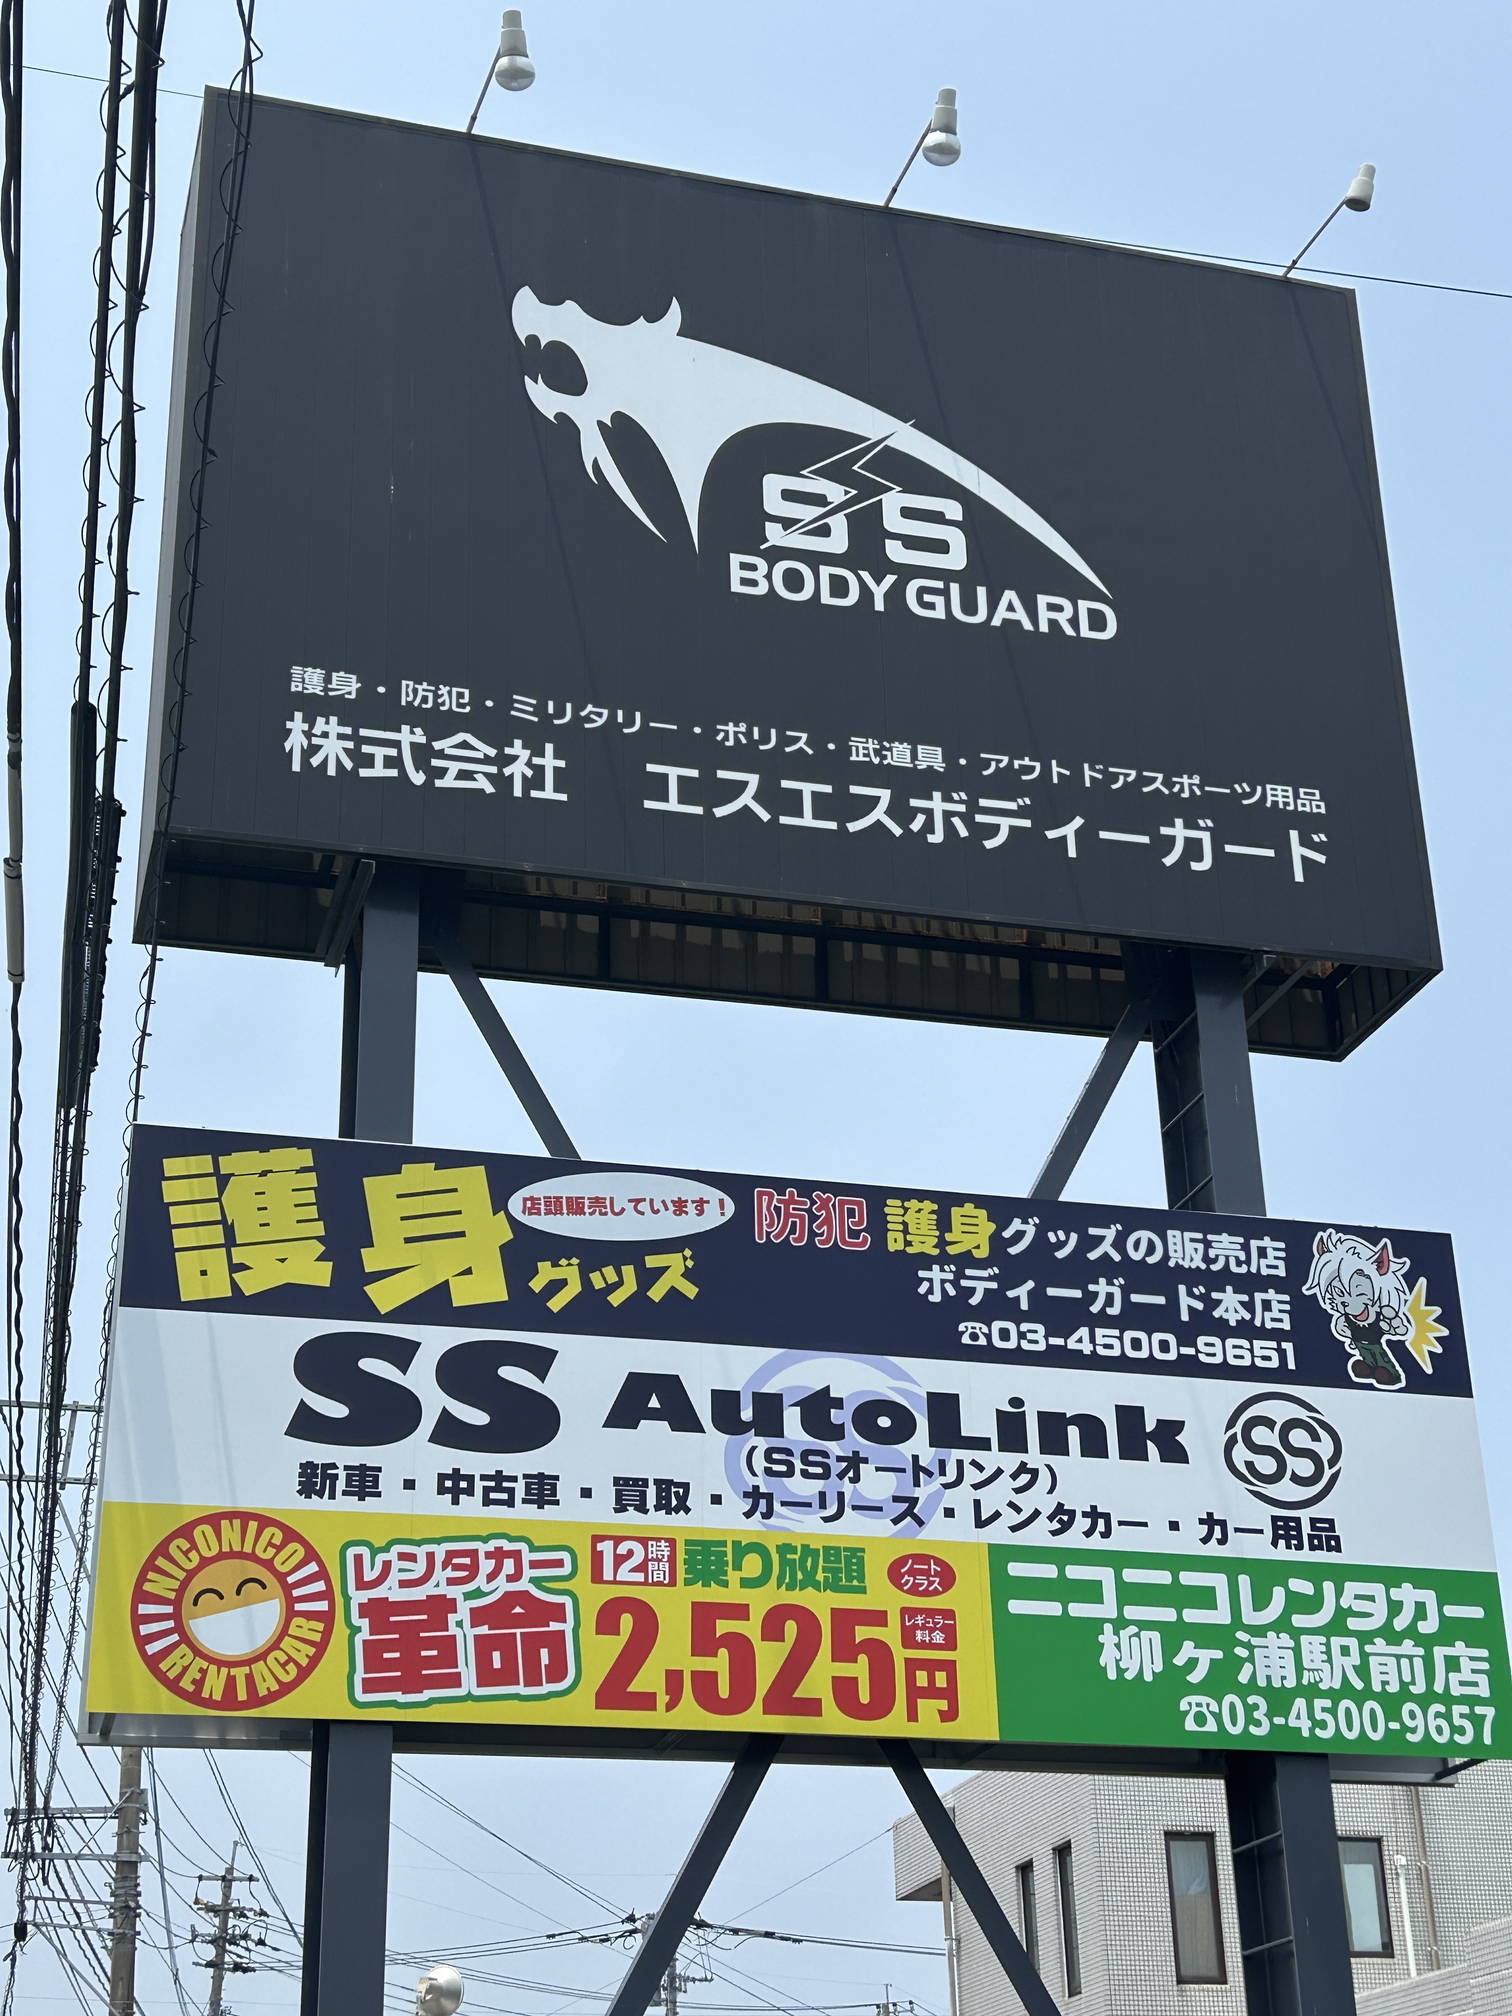 SS
BODYGUARD
護身・防犯・ミリタリー・ポリス・武道具・アウトドアスポーツ用品
株式会社 エスエスボディーガード
護身グッズ
店頭販売しています!
防犯 護身グッズの販売店
ボディーガード本店
☎03-4500-9651
SS AutoLink
(SSオートリンク)
SS
新車・中古車・買取・カーリース・レンタカー・カー用品
NICONICO
RENTACAR
レンタカー
革命
12時間乗り放題
ノート
クラス
2,525円
レギュラー
料金
ニコニコレンタカー
柳ヶ浦駅前店
☎03-4500-9657